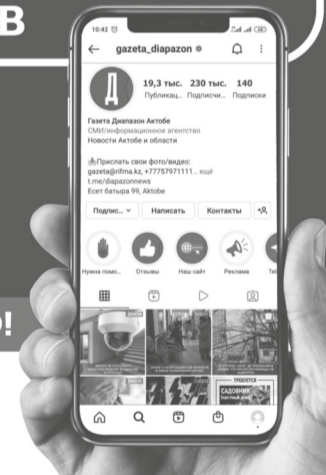 В
10:42
38
gazeta_diapazon
Д
19,3 тыс. 230 тыс. 140
Публикац.. Подписчи.. Подписки
Газета Диапазон Актобе
СМИ/информационное агентство
Новости Актобе и области
Прислать свои фото/видео:
gazeta@rifma.kz, +77757971111.. ещё
t.me/diapazonnews
Есет батыра 99, Aktobe
Подпис.. Написать Контакты
Нужна помо.. Отзывы Наш сайт Реклама Tel
!
ТРЕБУЕТСЯ
САДОВНИК